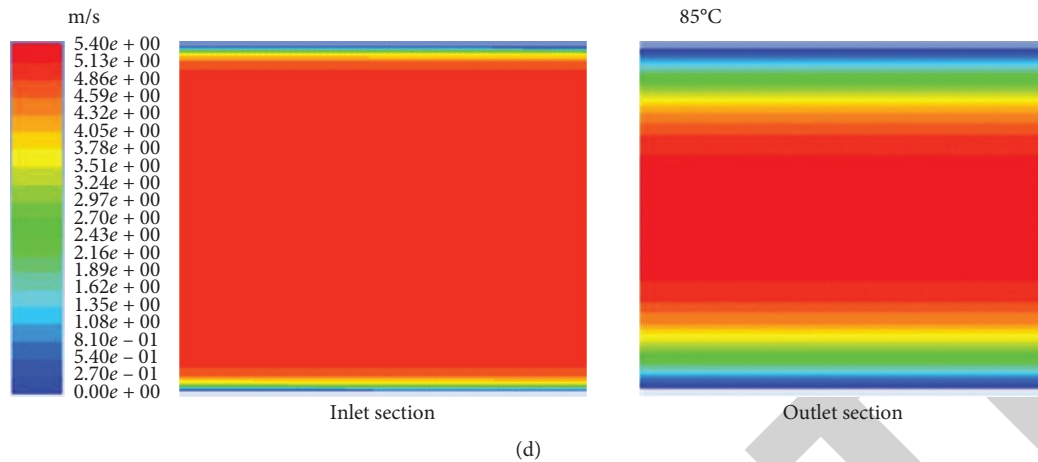 m/s
85°C
5.40e + 00
5.13e + 00
4.86e + 00
4.59e + 00
4.32e + 00
4.05e + 00
3.78e + 00
3.51e + 00
3.24e + 00
2.97e + 00
2.70e + 00
2.43e + 00
2.16e + 00
1.89e + 00
1.62e + 00
1.35e + 00
1.08e + 00
8.10e – 01
5.40e – 01
2.70e – 01
0.00e + 00
Inlet section
Outlet section
(d)